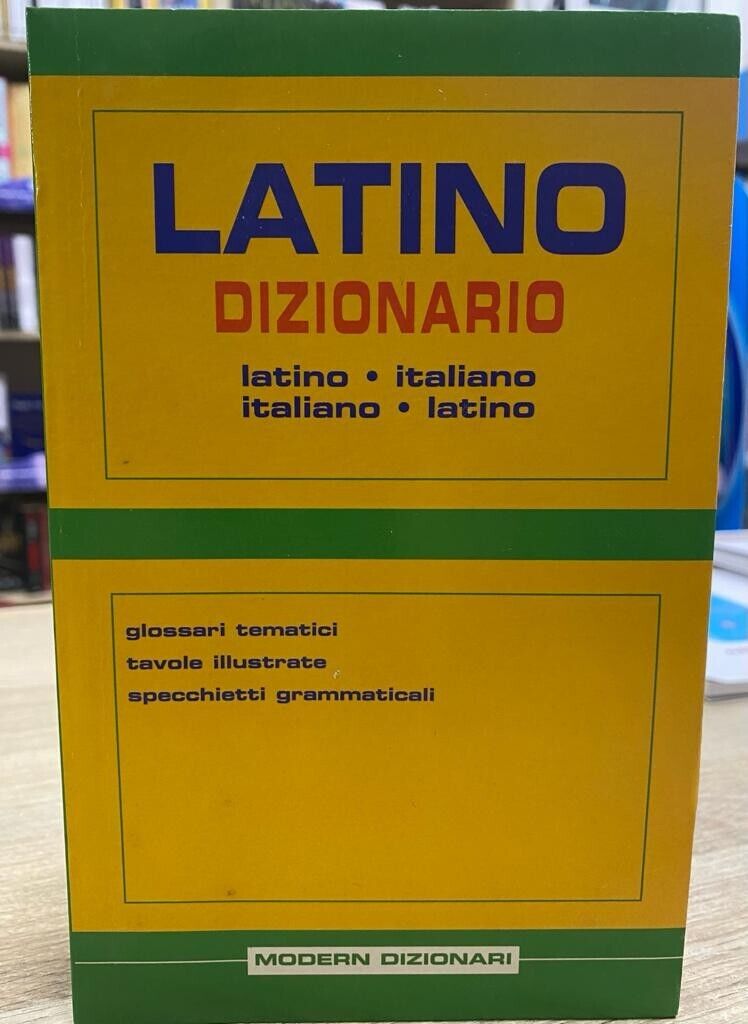 LATINO
DIZIONARIO
latino • italiano
italiano • latino
glossari tematici
tavole illustrate
specchietti grammaticali
MODERN DIZIONARI